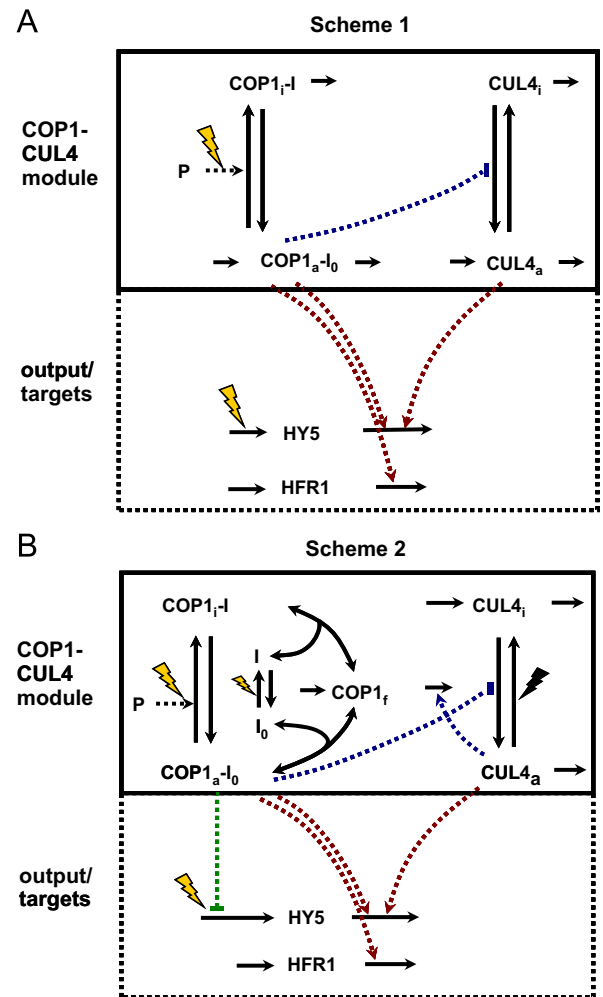 A
Scheme 1
COP1i-I
CUL4i
COP1-
CUL4
module
P
COP1a-I0
CUL4a
output/
targets
HY5
HFR1
B
Scheme 2
COP1i-I
CUL4i
COP1-
CUL4
module
I
P
COP1f
I0
COP1a-I0
CUL4a
output/
targets
HY5
HFR1